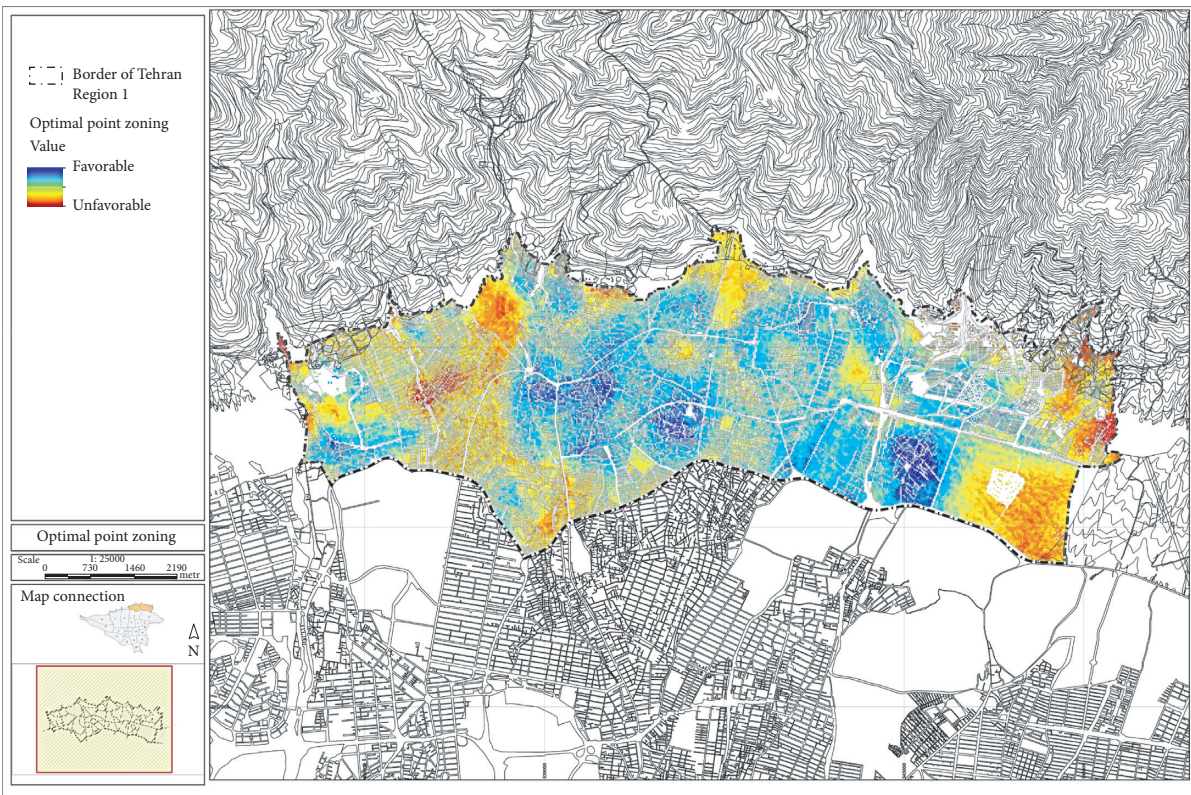 Border of Tehran
Region 1
Optimal point zoning
Value
Favorable
Unfavorable
Optimal point zoning
Scale
1: 25000
0 730 1460 2190
metr
Map connection
N